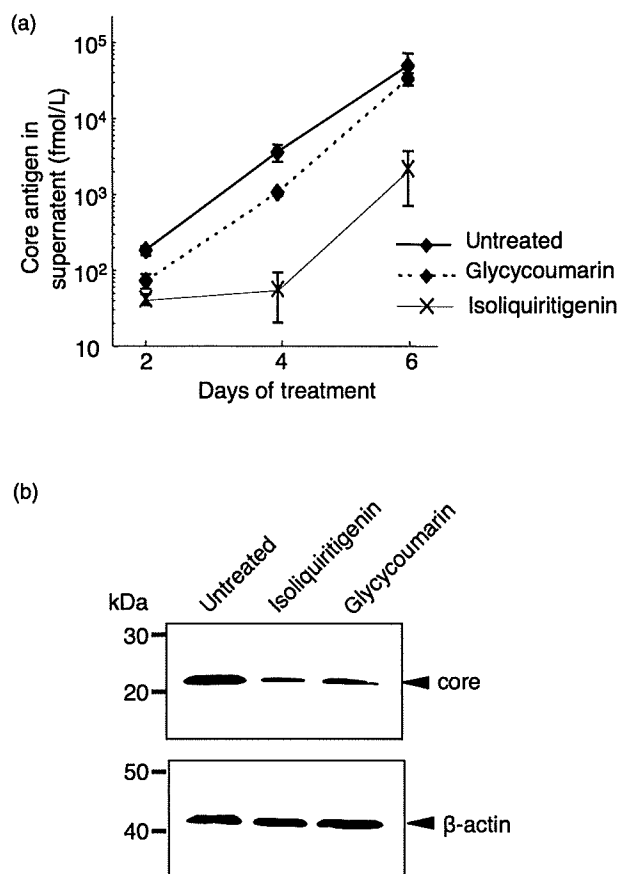 (a)
Core antigen in
supernatent (fmol/L)
10⁵
10⁴
10³
10²
10
2 4 6
Days of treatment
Untreated
Glycycoumarin
Isoliquiritigenin
(b)
kDa
Untreated
Isoliquiritigenin
Glycycoumarin
30
20
core
50
40
β-actin